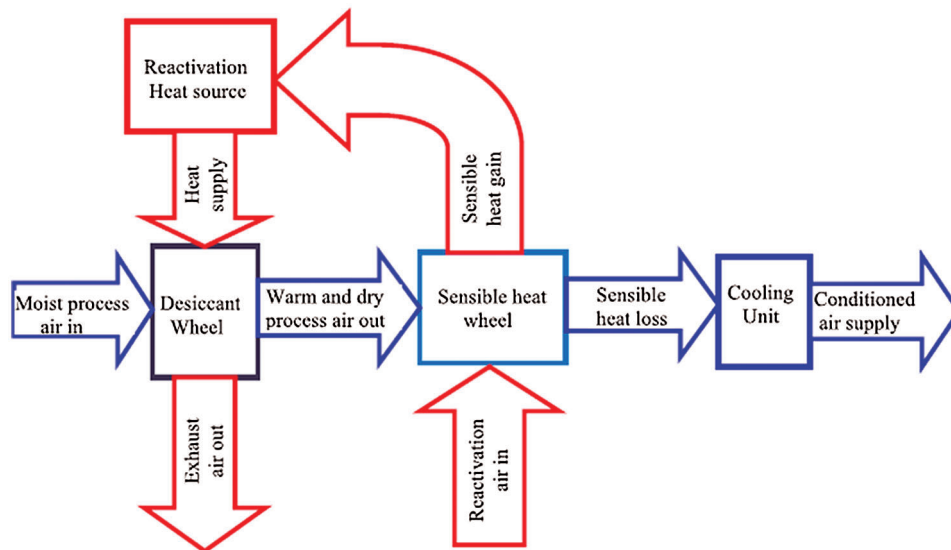 Reactivation
Heat source
Heat
supply
Sensible
heat gain
Moist process
air in
Desiccant
Wheel
Warm and dry
process air out
Sensible heat
wheel
Sensible
heat loss
Cooling
Unit
Conditioned
air supply
Exhaust
air out
Reactivation
air in